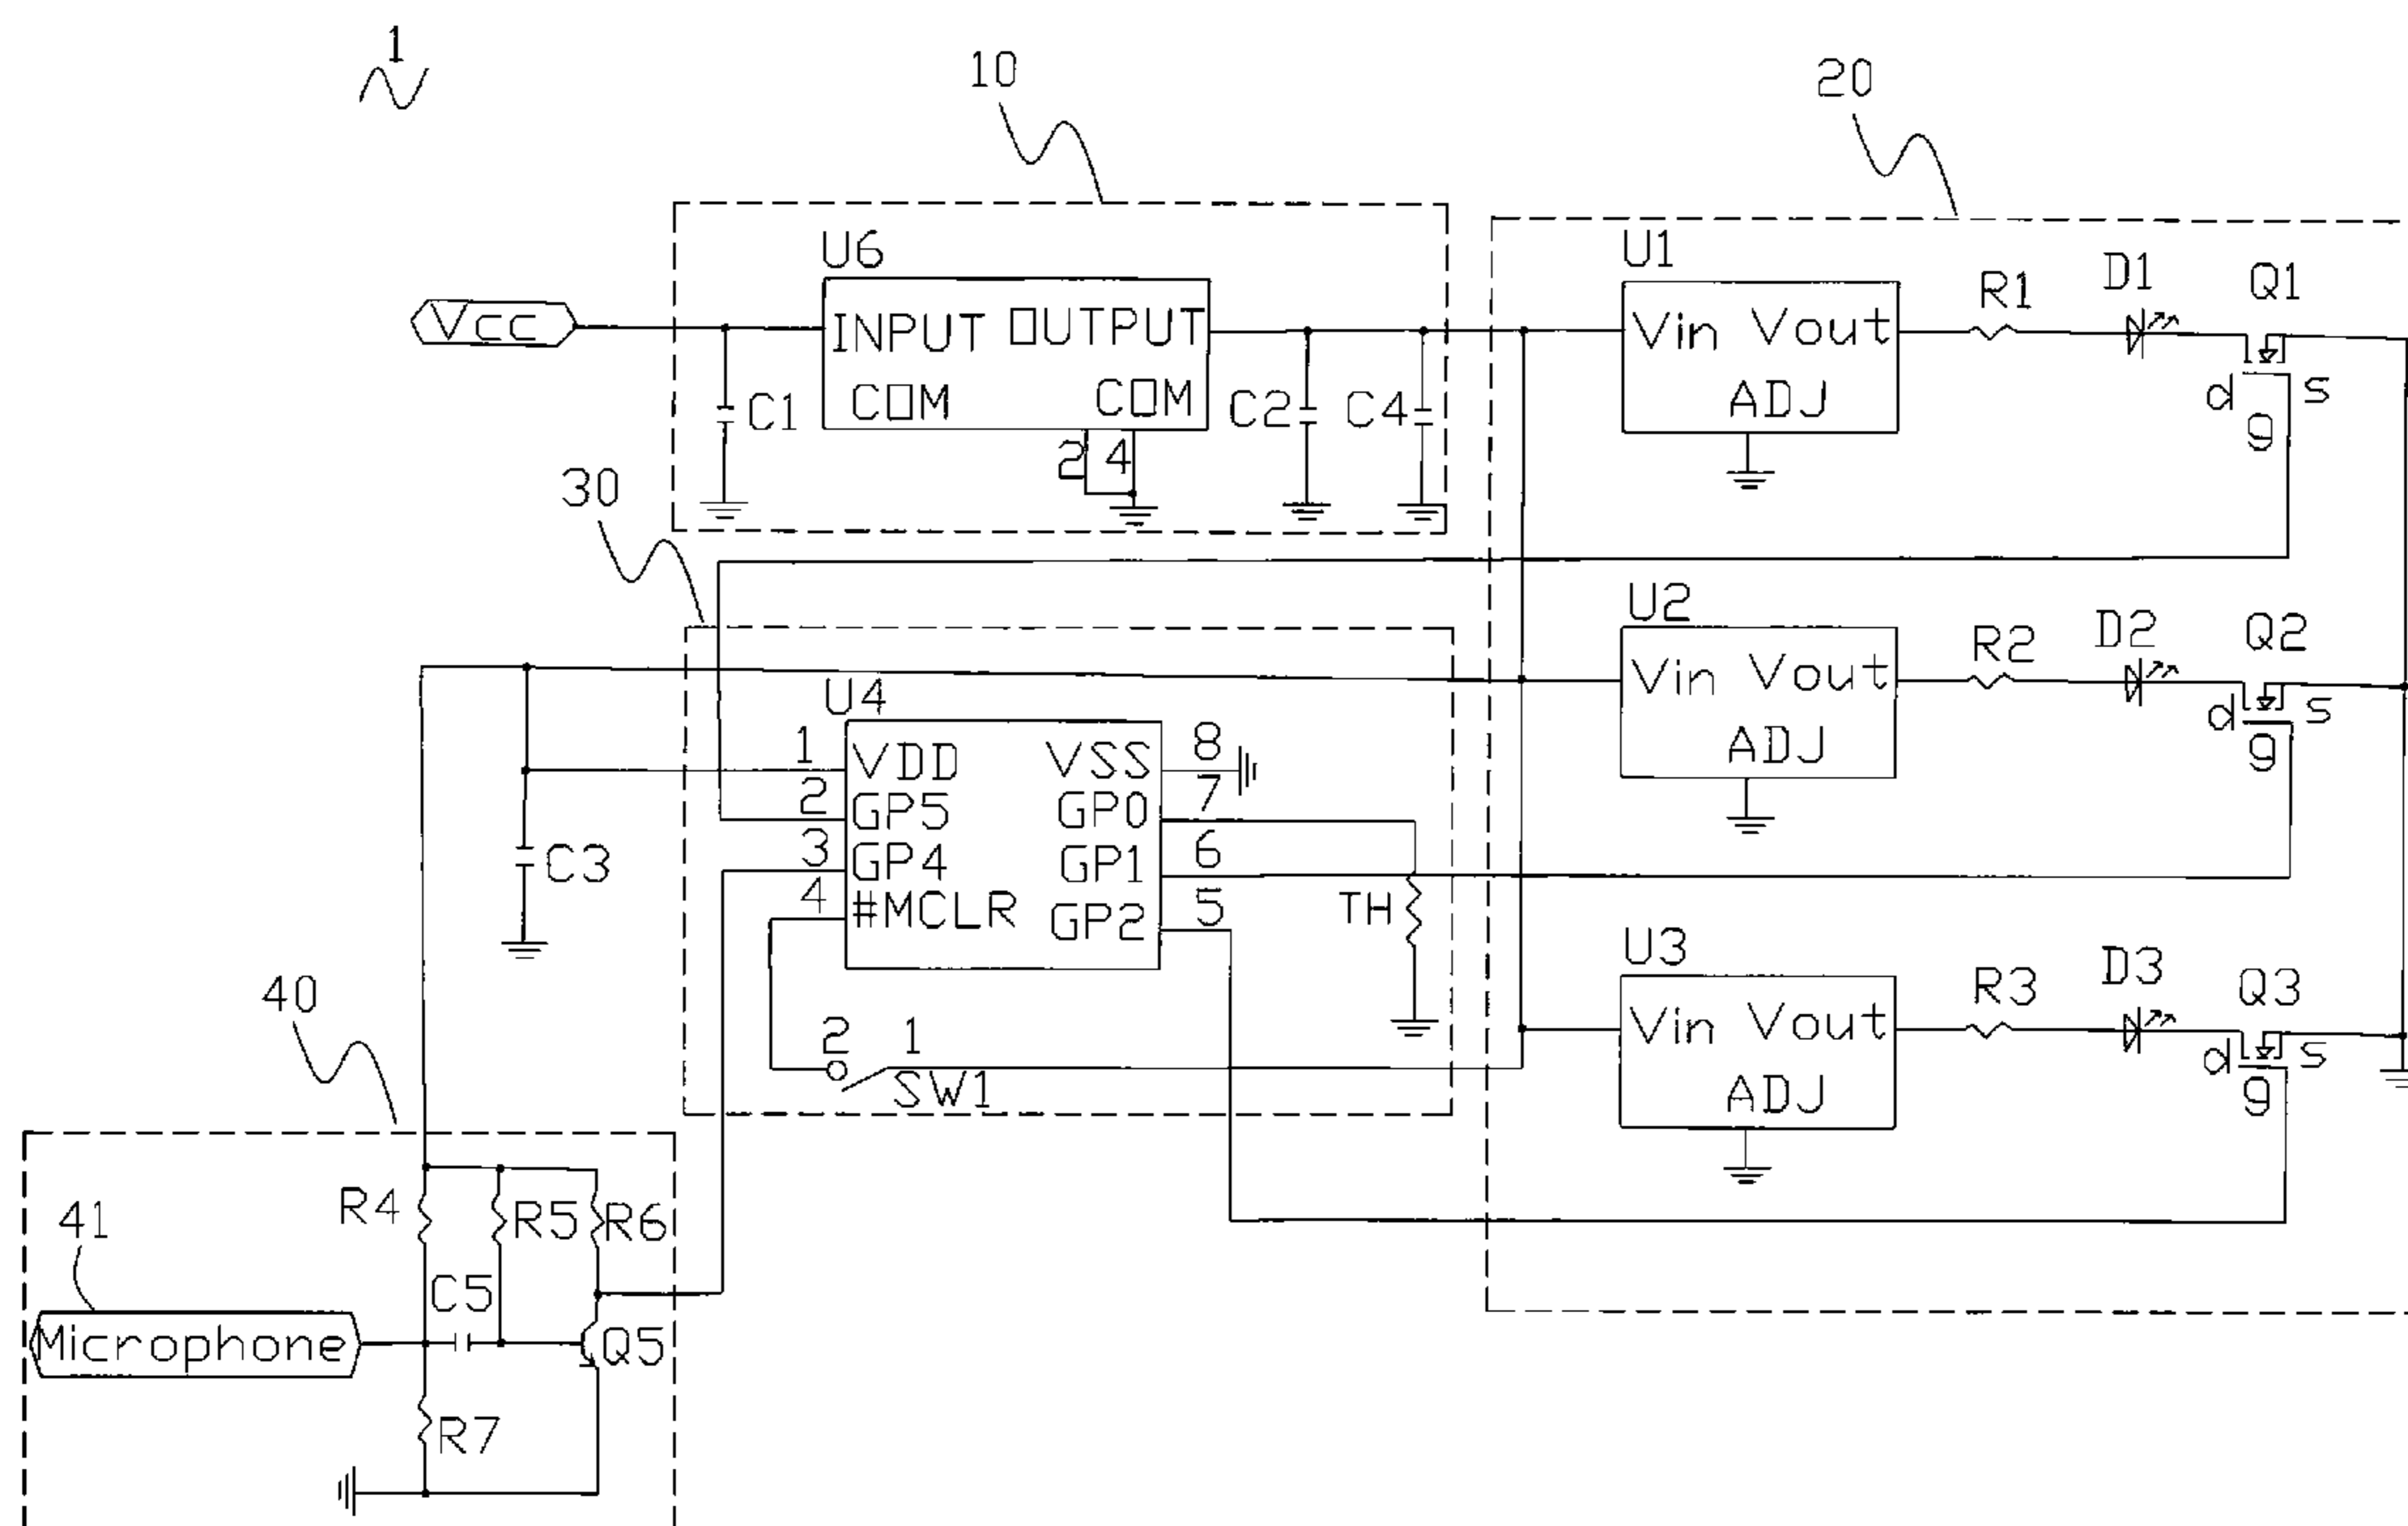 1
10
20
U6
Vcc
INPUT OUTPUT
COM COM
C1
2 4
C2
C4
U1
Vin Vout
ADJ
R1
D1
Q1
d s
g
30
U2
Vin Vout
ADJ
R2
D2
Q2
d s
g
U4
1 VDD VSS 8
2 GP5 GP0 7
3 GP4 GP1 6
4 #MCLR GP2 5
C3
TH
2 1
SW1
U3
Vin Vout
ADJ
R3
D3
Q3
d s
g
40
41
R4
R5
R6
C5
Microphone
Q5
R7